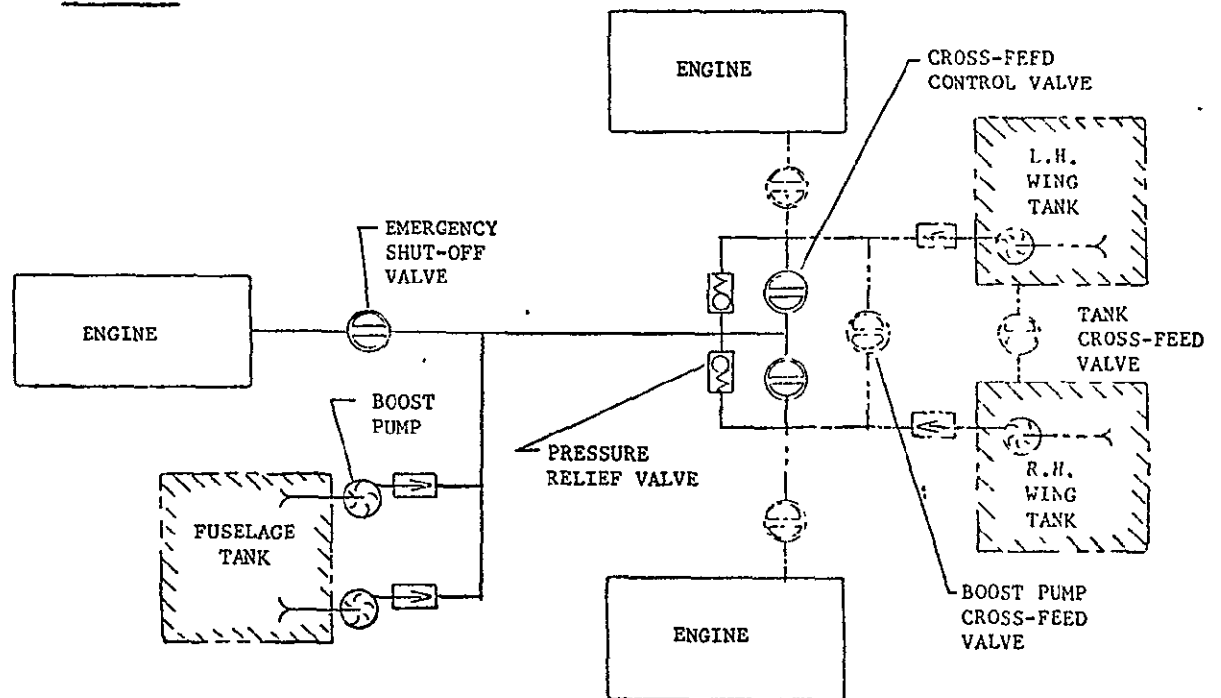 ENGINE
CROSS-FEED
CONTROL VALVE
L.H.
WING
TANK
EMERGENCY
SHUT-OFF
VALVE
ENGINE
TANK
CROSS-FEED
VALVE
BOOST
PUMP
PRESSURE
RELIEF VALVE
R.H.
WING
TANK
FUSELAGE
TANK
BOOST PUMP
CROSS-FEED
VALVE
ENGINE